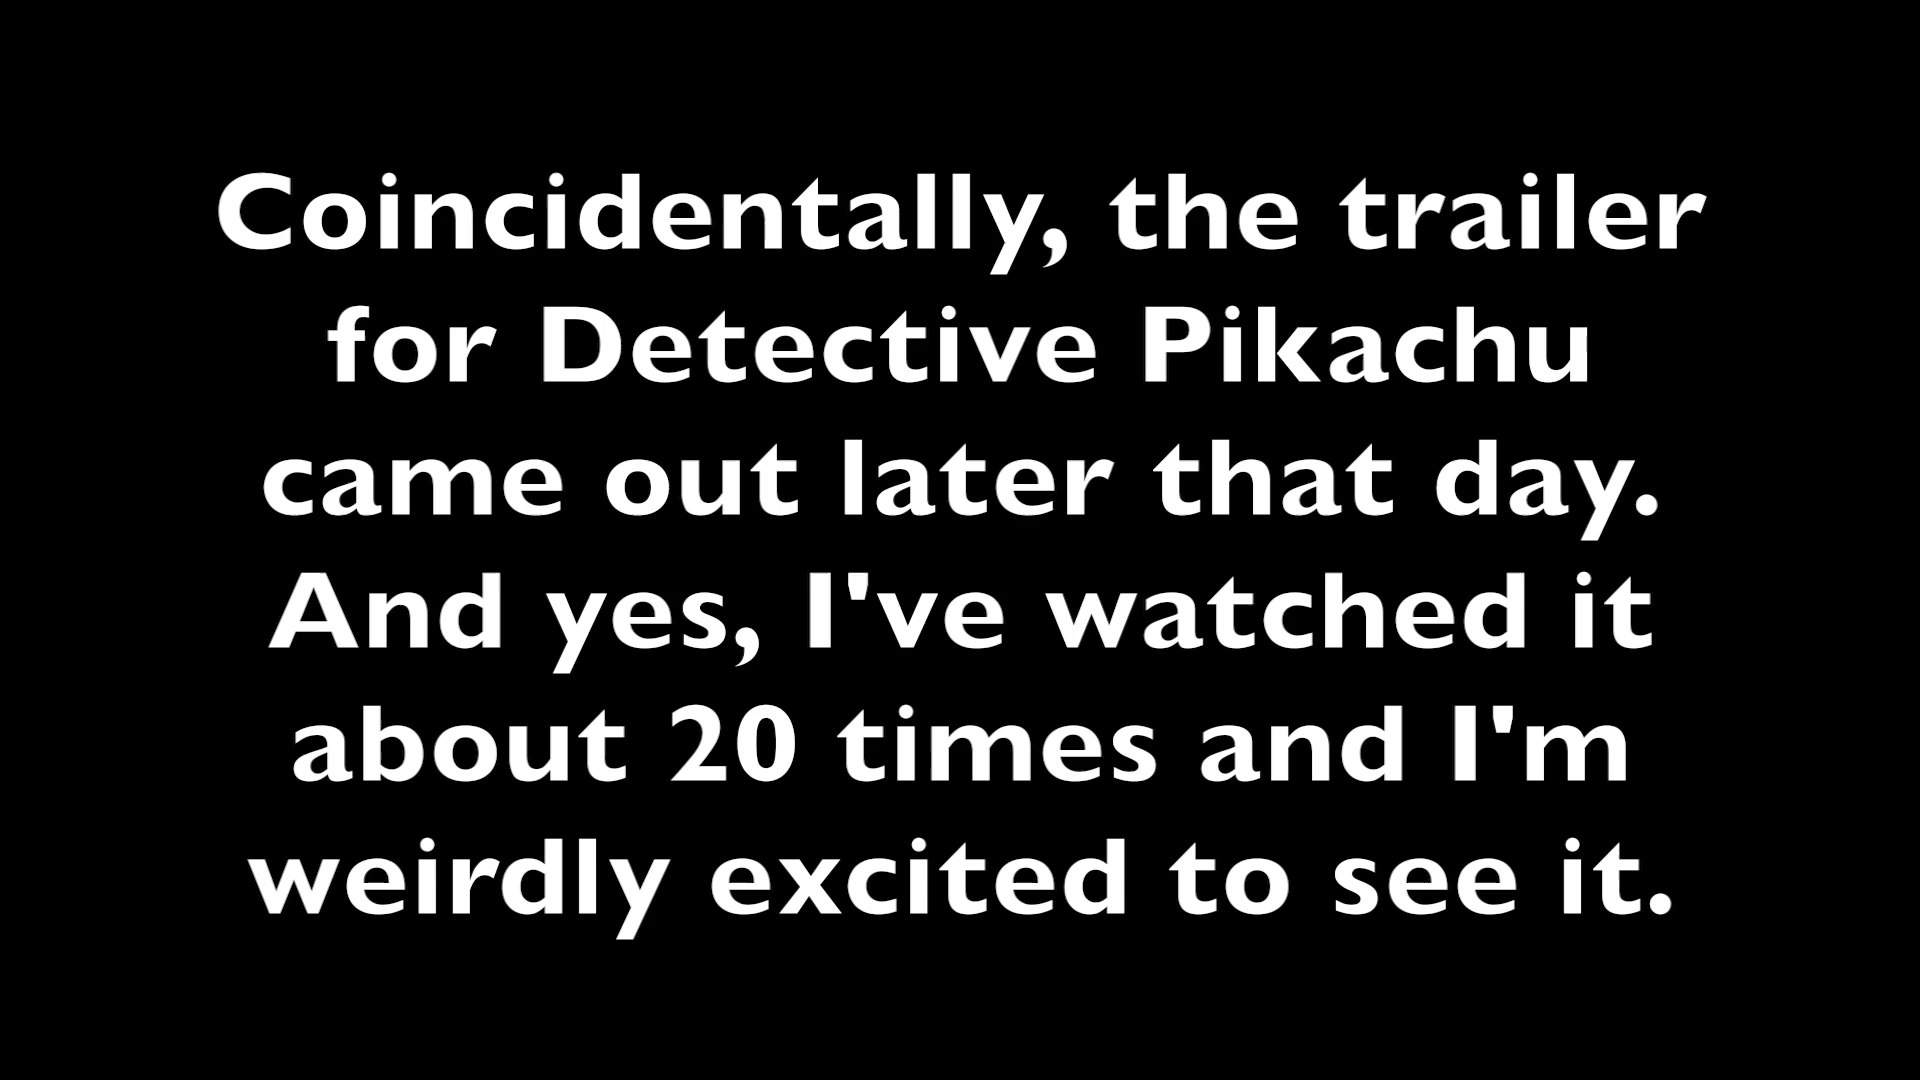 Coincidentally, the trailer
for Detective Pikachu
came out later that day.
And yes, I've watched it
about 20 times and I'm
weirdly excited to see it.